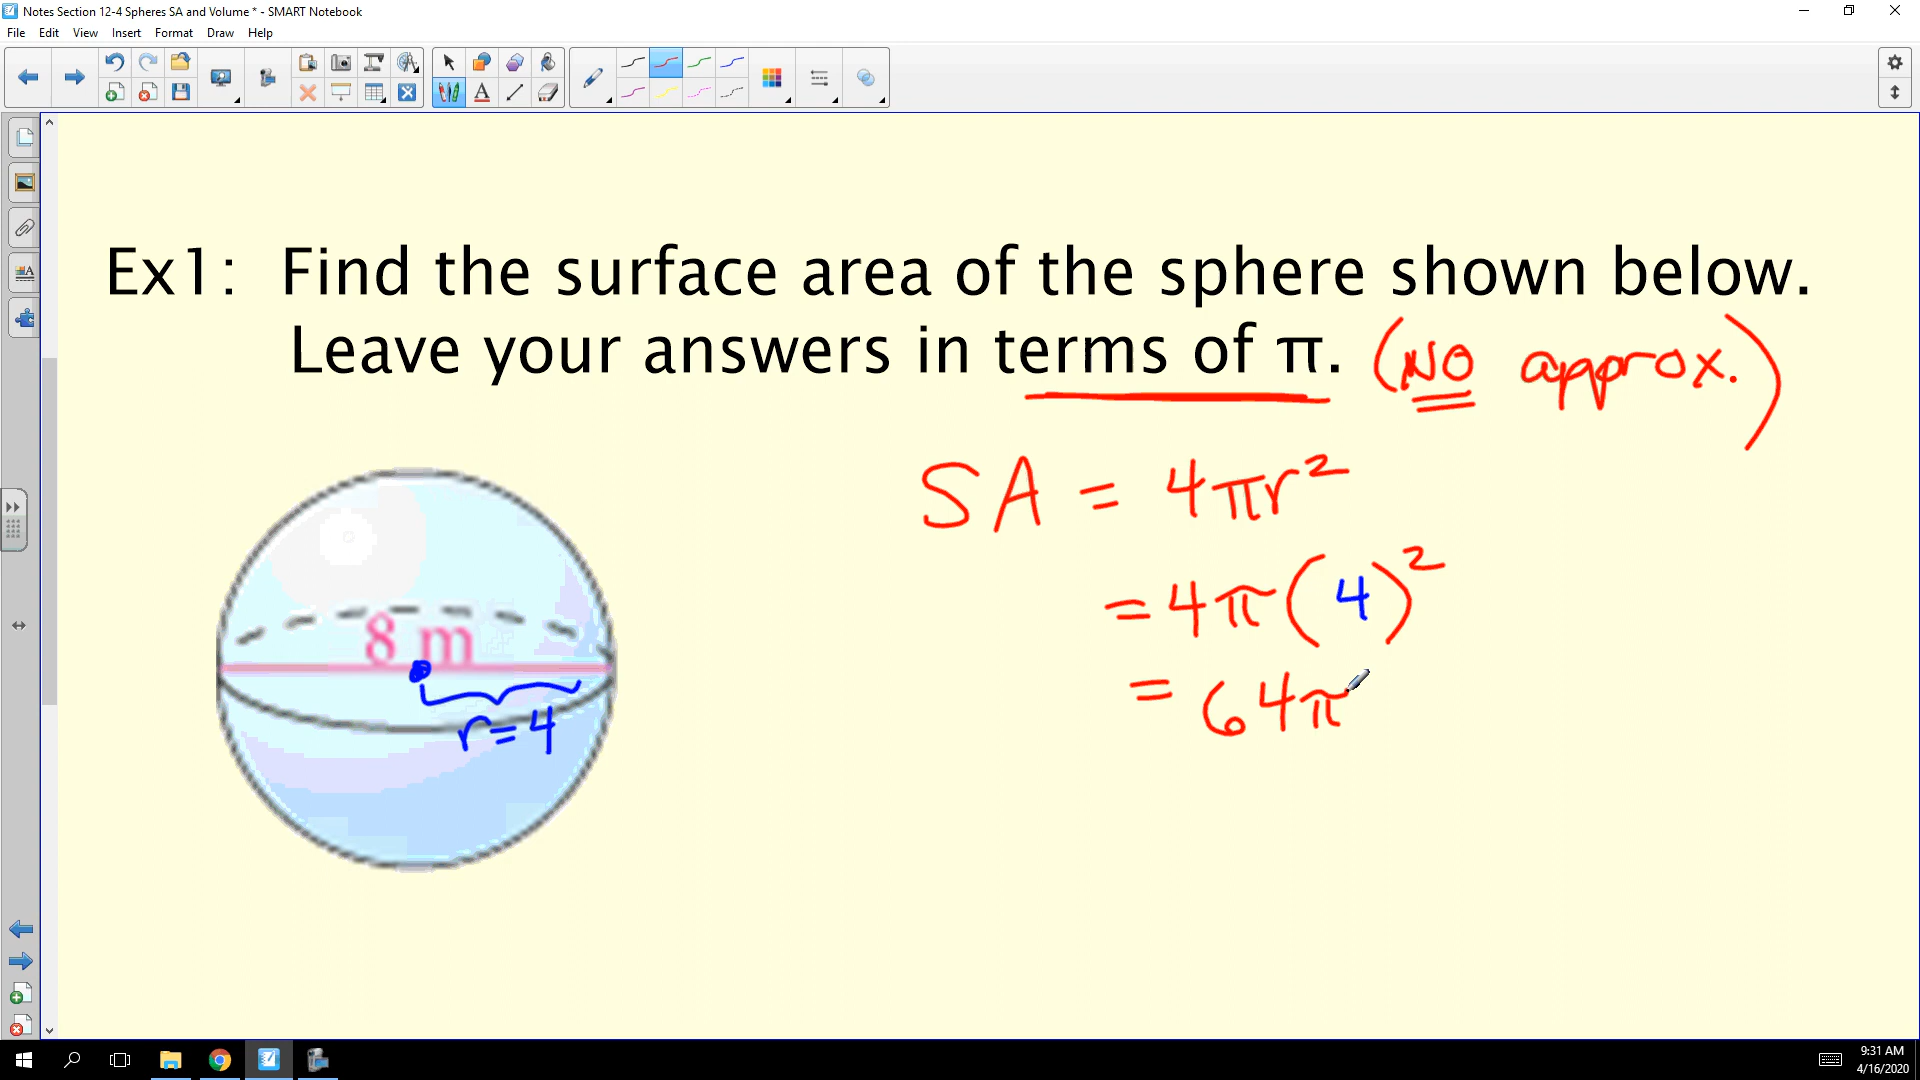 Notes Section 12-4 Spheres SA and Volume * - SMART Notebook
File Edit View Insert Format Draw Help
Ex1: Find the surface area of the sphere shown below.
Leave your answers in terms of π. (NO approx.)
SA = 4πr²
= 4π(4)²
8 m
= 64π
r = 4
9:31 AM
4/16/2020